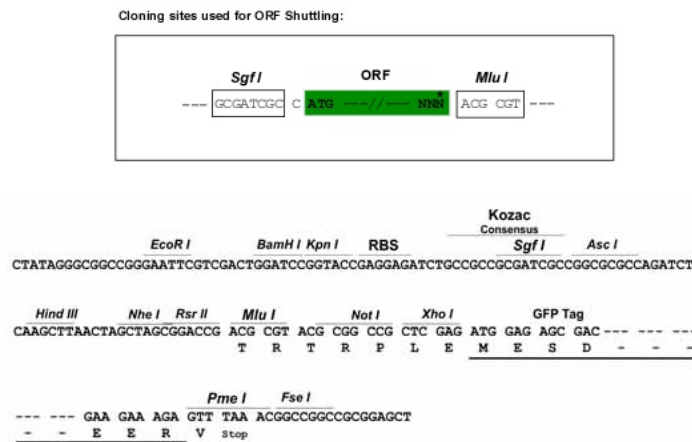 Cloning sites used for ORF Shuttling:
Sgf I ORF Mlu I
--- GCGATCGC C ATG ---//--- NNN* ACG CGT ---
Kozac
Consensus
EcoR I BamH I Kpn I RBS Sgf I Asc I
CTATAGGGCGGCCGGGAATTCGTCGACTGGATCCGGTACCGAGGAGATCTGCCGCCGCGATCGCCGGCGCGCCAGATCT
Hind III Nhe I Rsr II Mlu I Not I Xho I GFP Tag
CAAGCTTAACTAGCTAGCGGACCG ACG CGT ACG CGG CCG CTC GAG ATG GAG AGC GAC --- --- ---
T R T R P L E M E S D - - -
Pme I Fse I
--- --- GAA GAA AGA GTT TAA ACGGCCGGCCGCGGAGCT
- - E E R V Stop